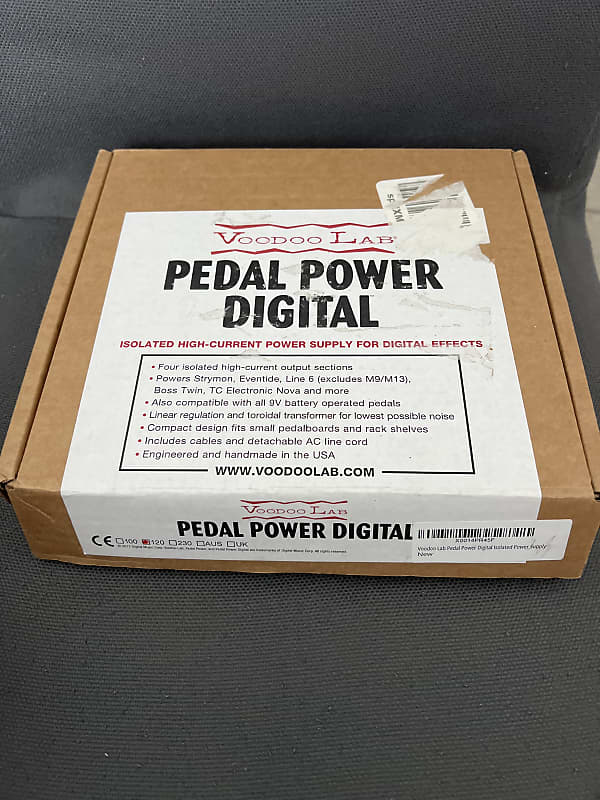 VOODOO LAB®
PEDAL POWER
DIGITAL™
ISOLATED HIGH-CURRENT POWER SUPPLY FOR DIGITAL EFFECTS
• Four isolated high-current output sections
• Powers Strymon, Eventide, Line 6 (excludes M9/M13),
Boss Twin, TC Electronic Nova and more
• Also compatible with all 9V battery operated pedals
• Linear regulation and toroidal transformer for lowest possible noise
• Compact design fits small pedalboards and rack shelves
• Includes cables and detachable AC line cord
• Engineered and handmade in the USA
WWW.VOODOOLAB.COM
VOODOO LAB
PEDAL POWER DIGITAL
CE 100 120 230 AUS UK
X0014PR45F
Voodoo Lab Pedal Power Digital Isolated Power Supply
New